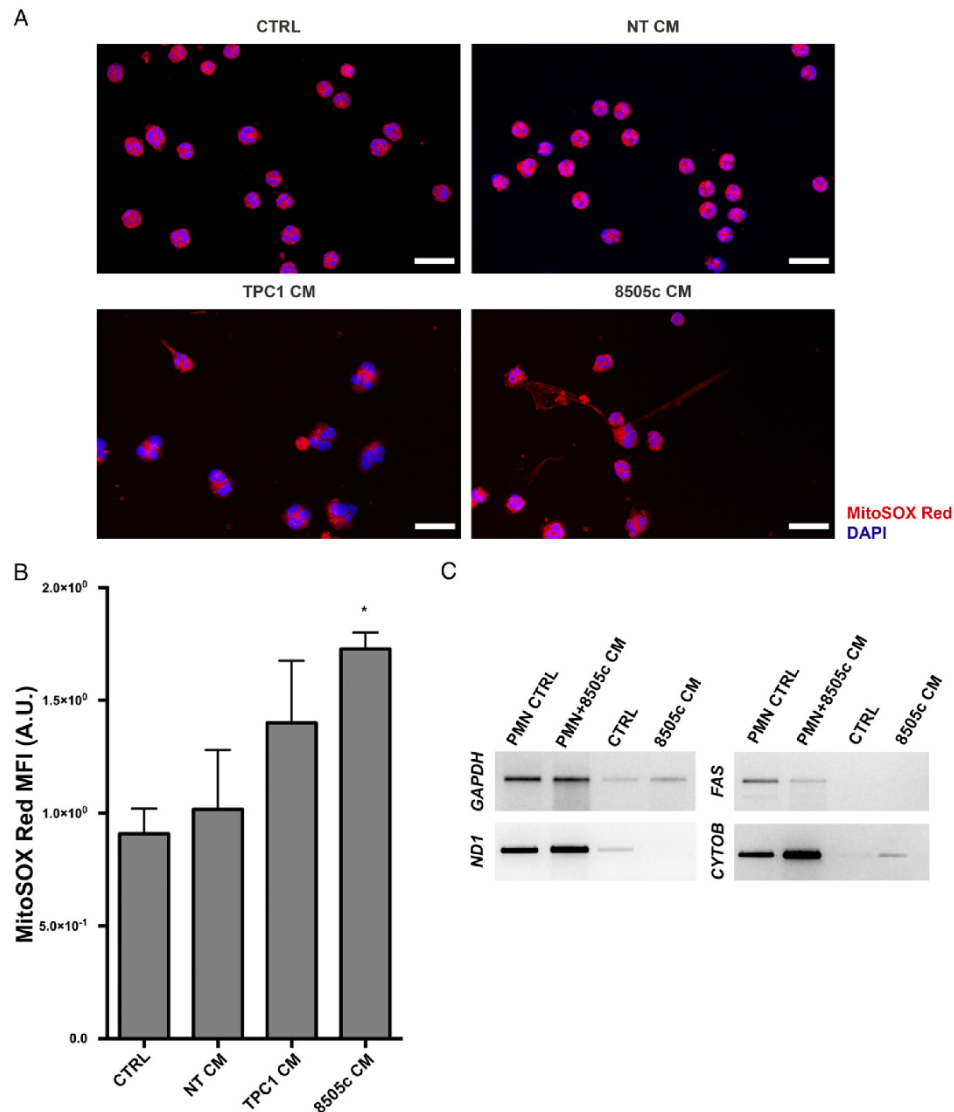 A
CTRL
NT CM
TPC1 CM
8505c CM
MitoSOX Red
DAPI
B
MitoSOX Red MFI (A.U.)
2.0×10⁰
1.5×10⁰
1.0×10⁰
5.0×10⁻¹
0.0
*
CTRL
NT CM
TPC1 CM
8505c CM
C
PMN CTRL
PMN+8505c CM
CTRL
8505c CM
GAPDH
ND1
PMN CTRL
PMN+8505c CM
CTRL
8505c CM
FAS
CYTOB